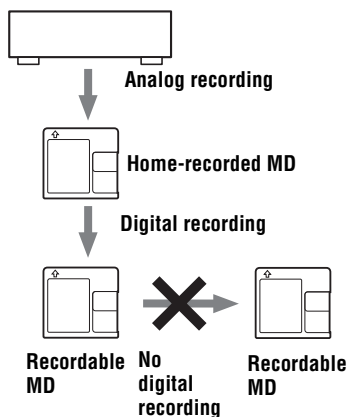 Analog recording
Home-recorded MD
Digital recording
Recordable
MD
No
digital
recording
Recordable
MD